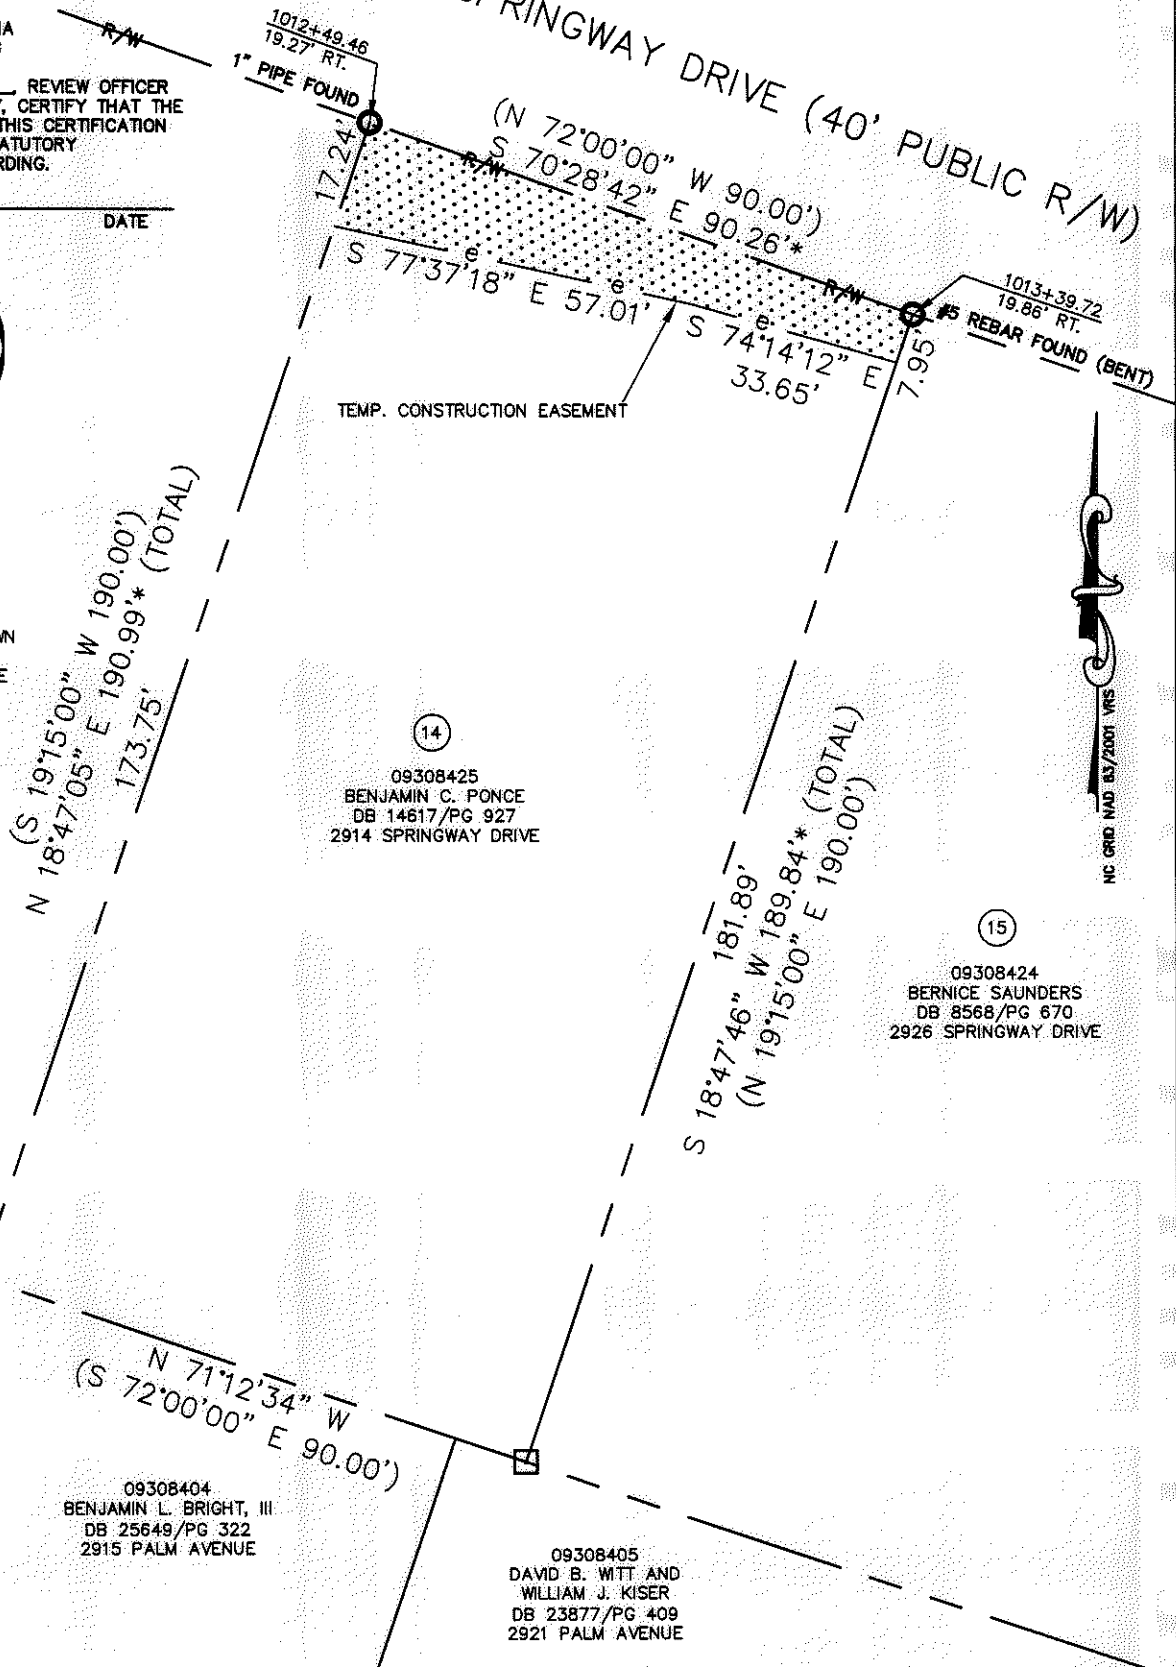 SPRINGWAY DRIVE (40' PUBLIC R/W)
R/W
1012+49.46
19.27' RT.
1" PIPE FOUND
REVIEW OFFICER
CERTIFY THAT THE
THIS CERTIFICATION
DATE
(N 72°00'00" W 90.00')
S 70°28'42" E 90.26'*
R/W
R/W
17.24'
S 77°37'18" E 57.01'
e
e
e
S 74°14'12" E
33.65'
7.95'
1013+39.72
19.86' RT.
#5 REBAR FOUND (BENT)
TEMP. CONSTRUCTION EASEMENT
(S 19°15'00" W 190.00')
N 18°47'05" E 190.99'* (TOTAL)
173.75'
NC GRID NAD 83/2001 VRS
14
09308425
BENJAMIN C. PONCE
DB 14617/PG 927
2914 SPRINGWAY DRIVE
181.89'
S 18°47'46" W 189.84'* (TOTAL)
(N 19°15'00" E 190.00')
15
09308424
BERNICE SAUNDERS
DB 8568/PG 670
2926 SPRINGWAY DRIVE
N 71°12'34" W
(S 72°00'00" E 90.00')
09308404
BENJAMIN L. BRIGHT, III
DB 25649/PG 322
2915 PALM AVENUE
09308405
DAVID B. WITT AND
WILLIAM J. KISER
DB 23877/PG 409
2921 PALM AVENUE